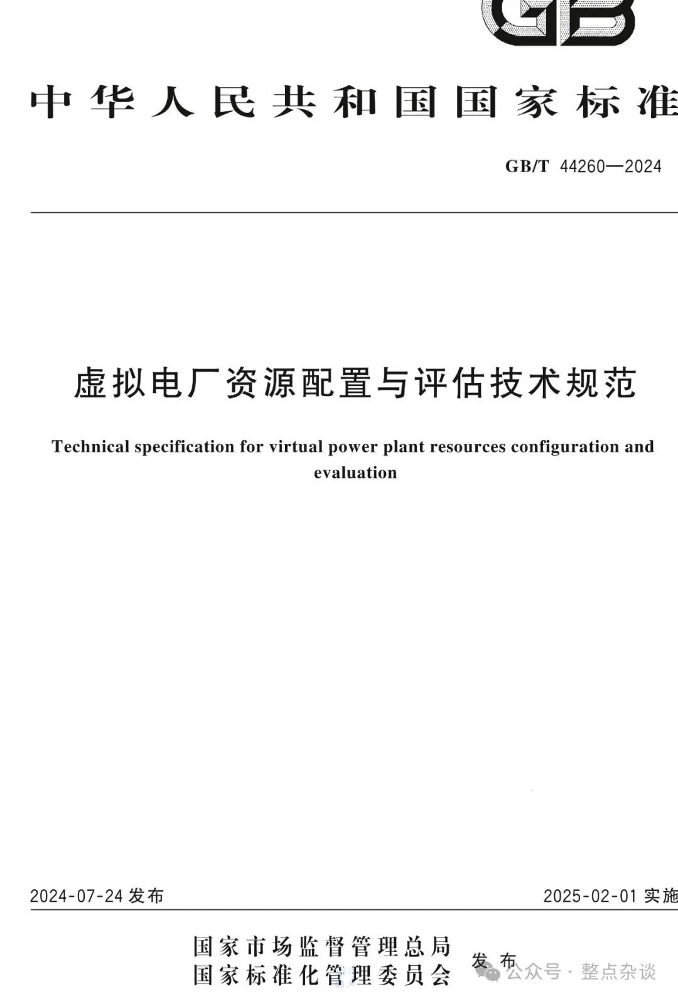 GB
中华人民共和国国家标准
GB/T 44260—2024
虚拟电厂资源配置与评估技术规范
Technical specification for virtual power plant resources configuration and
evaluation
2024-07-24 发布
2025-02-01 实施
国家市场监督管理总局
国家标准化管理委员会
发布
公众号 · 整点杂谈